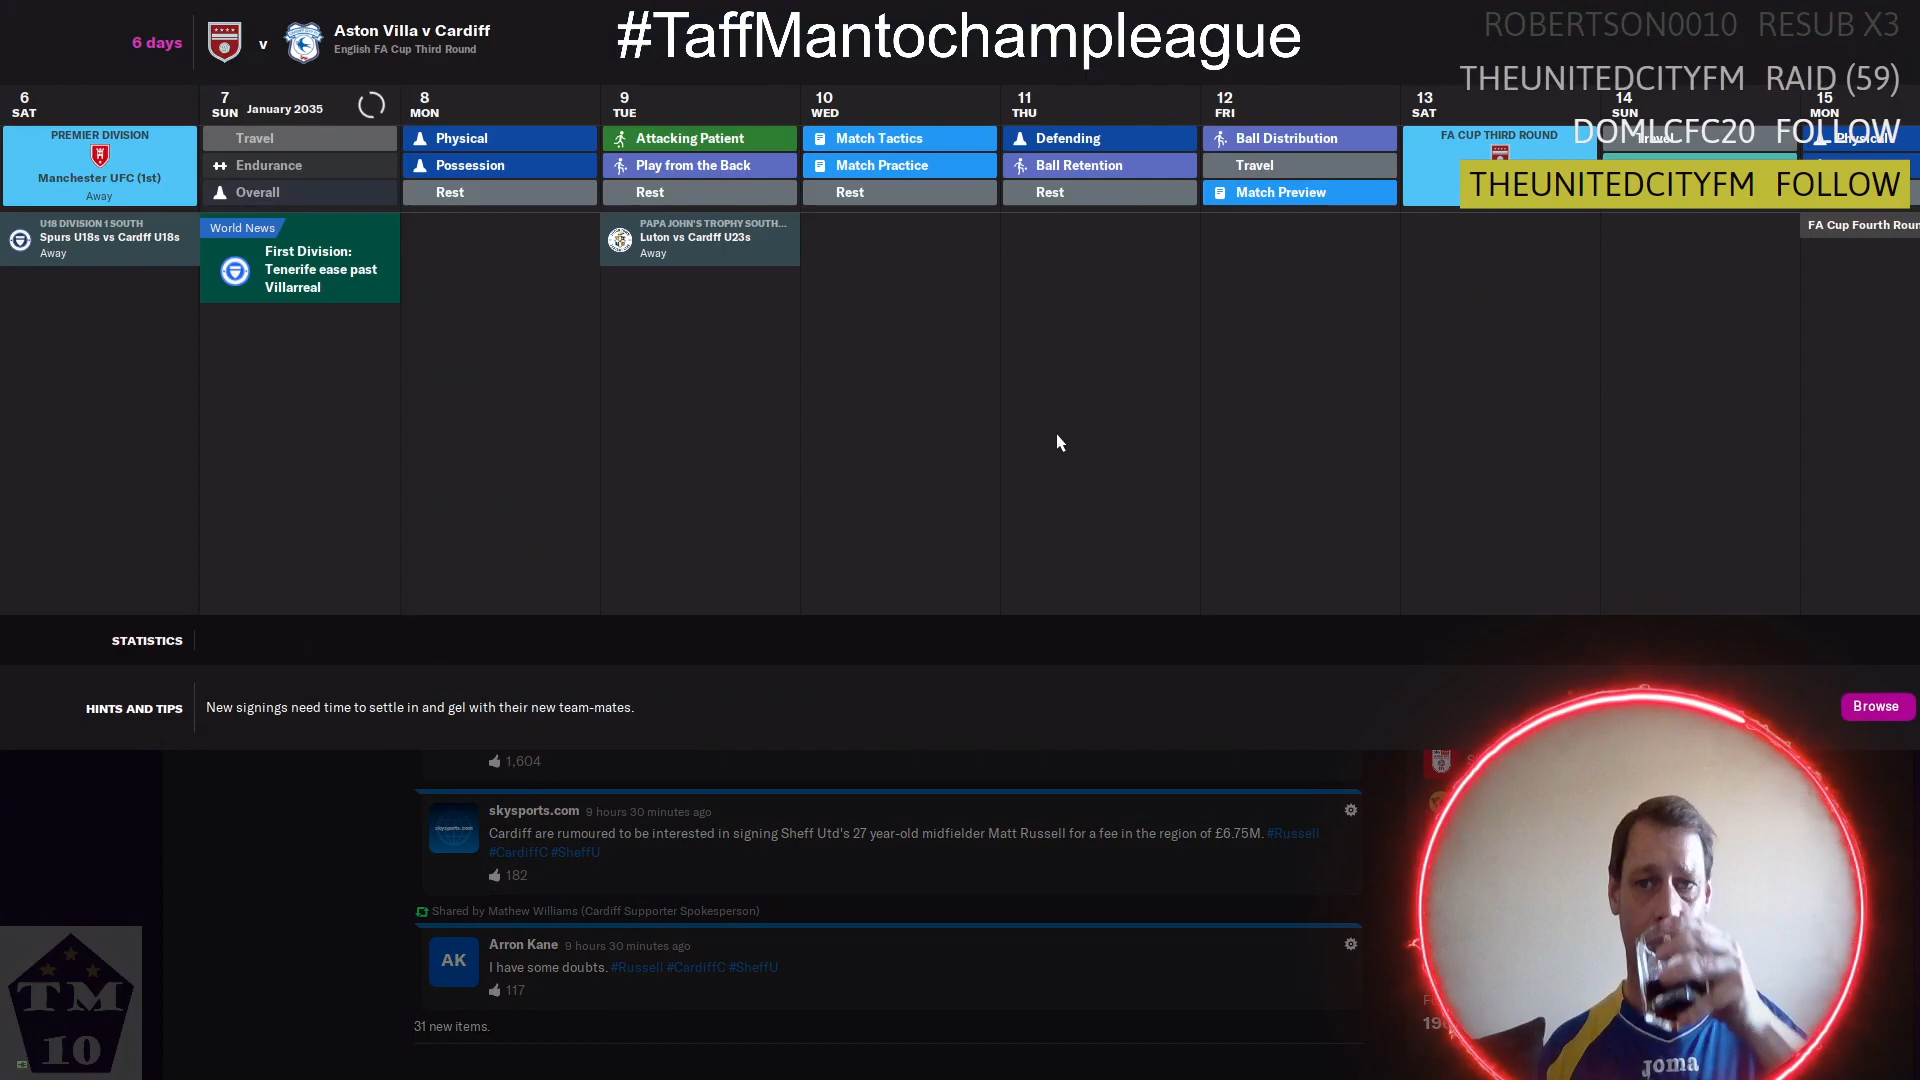 #TaffMantochampleague
6 days
v
Aston Villa v Cardiff
English FA Cup Third Round
ROBERTSON0010 RESUB X3
THEUNITEDCITYFM RAID (59)
DOMLCFC20 FOLLOW
THEUNITEDCITYFM FOLLOW
6
SAT
7
SUN January 2035
8
MON
9
TUE
10
WED
11
THU
12
FRI
13
SAT
14
SUN
15
MON
PREMIER DIVISION
Manchester UFC (1st)
Away
Travel
Endurance
Overall
Physical
Possession
Rest
Attacking Patient
Play from the Back
Rest
Match Tactics
Match Practice
Rest
Defending
Ball Retention
Rest
Ball Distribution
Travel
Match Preview
FA CUP THIRD ROUND
Travel
Physical
U18 DIVISION 1 SOUTH
Spurs U18s vs Cardff U18s
Away
World News
First Division:
Tenerife ease past
Villarreal
PAPA JOHN'S TROPHY SOUTH...
Luton vs Cardff U23s
Away
FA Cup Fourth Roun
STATISTICS
HINTS AND TIPS
New signings need time to settle in and gel with their new team-mates.
Browse
1,604
skysports.com 9 hours 30 minutes ago
Cardiff are rumoured to be interested in signing Sheff Utd's 27 year-old midfielder Matt Russell for a fee in the region of £6.75M. #Russell
#CardiffC #SheffU
182
Shared by Mathew Williams (Cardiff Supporter Spokesperson)
AK
Arron Kane 9 hours 30 minutes ago
I have some doubts. #Russell #CardiffC #SheffU
117
31 new items.
TM
10
Joma